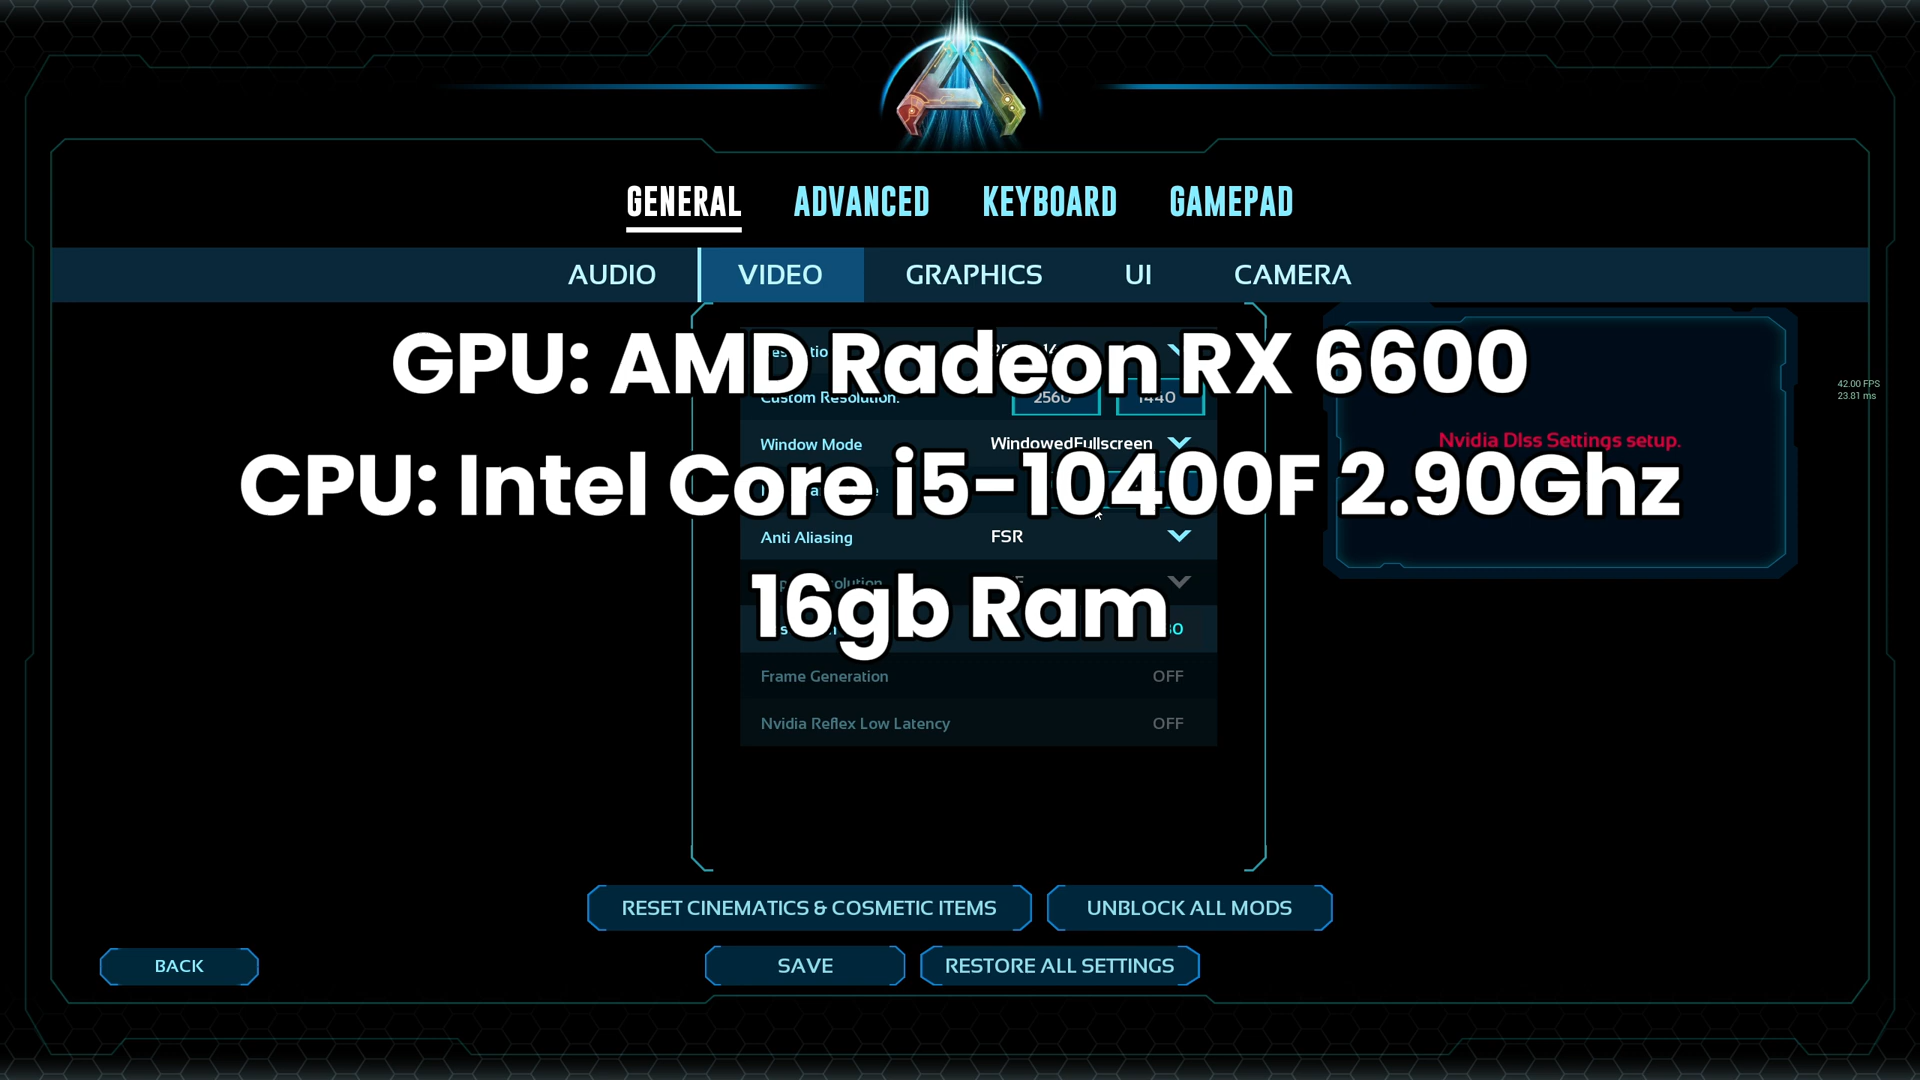 GENERAL ADVANCED KEYBOARD GAMEPAD
AUDIO VIDEO GRAPHICS UI CAMERA
GPU: AMD Radeon RX 6600
Custom Resolution: 2560 1440
42.00 FPS
23.81 ms
Window Mode WindowedFullscreen
Nvidia Dlss Settings setup.
CPU: Intel Core i5-10400F 2.90Ghz
Anti Aliasing FSR
16gb Ram
Frame Generation OFF
Nvidia Reflex Low Latency OFF
RESET CINEMATICS & COSMETIC ITEMS UNBLOCK ALL MODS
BACK SAVE RESTORE ALL SETTINGS